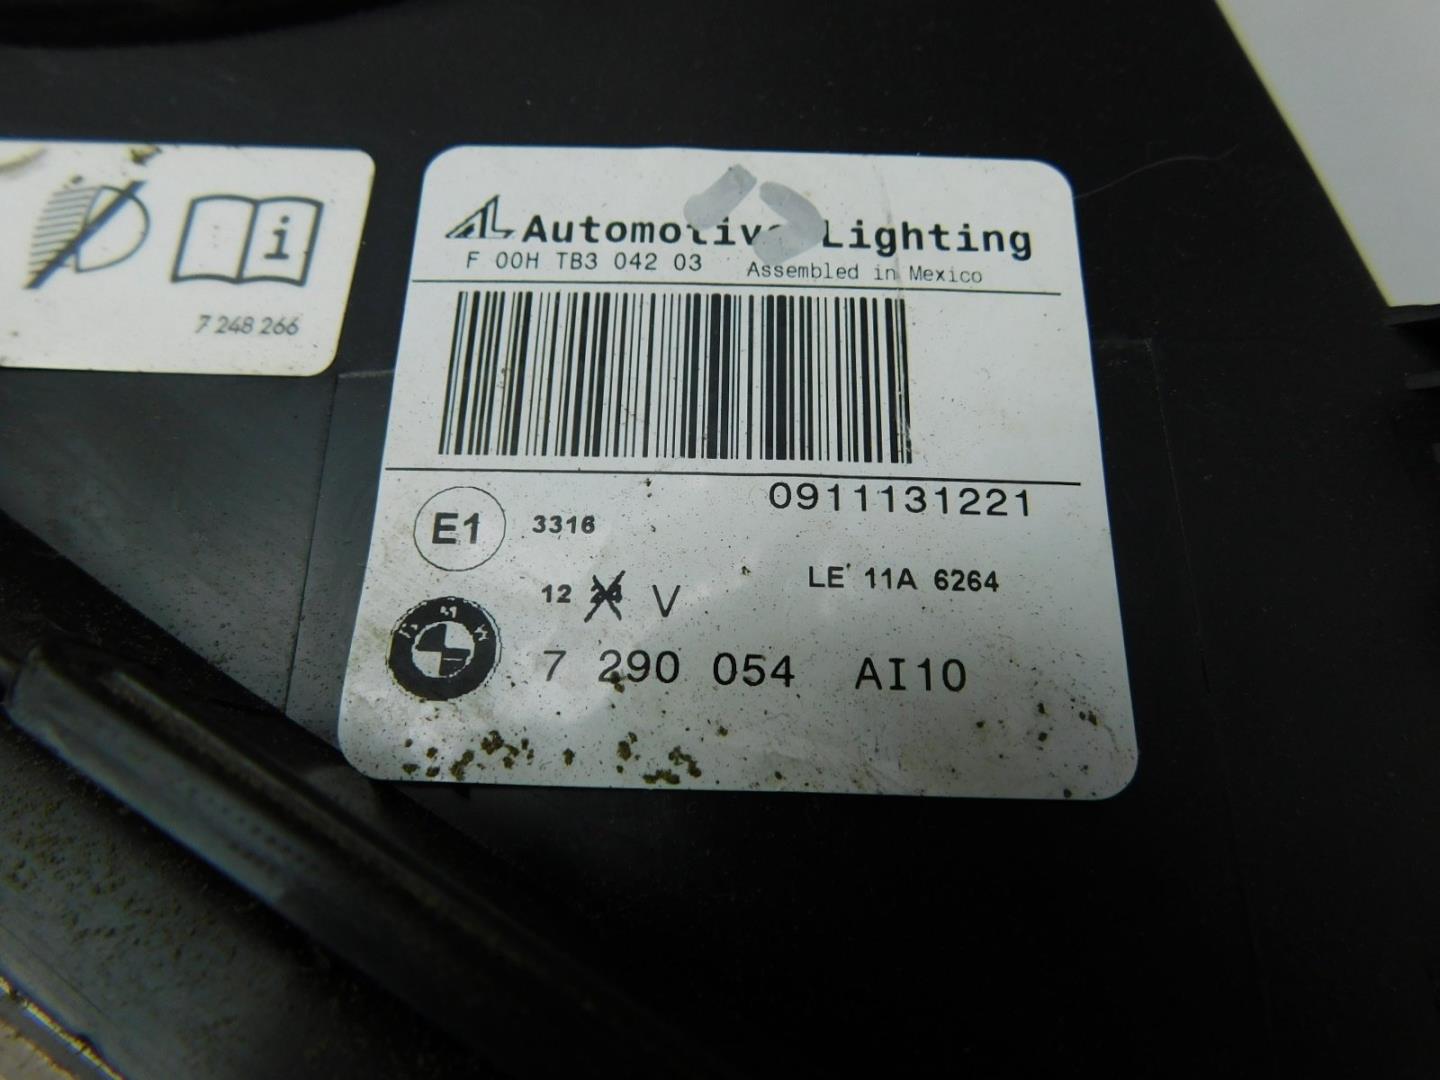 7 248 266
AL Automotive Lighting
F 00H TB3 042 03 Assembled in Mexico
0911131221
E1 3316
12 24 V
LE 11A 6264
7 290 054 AI10